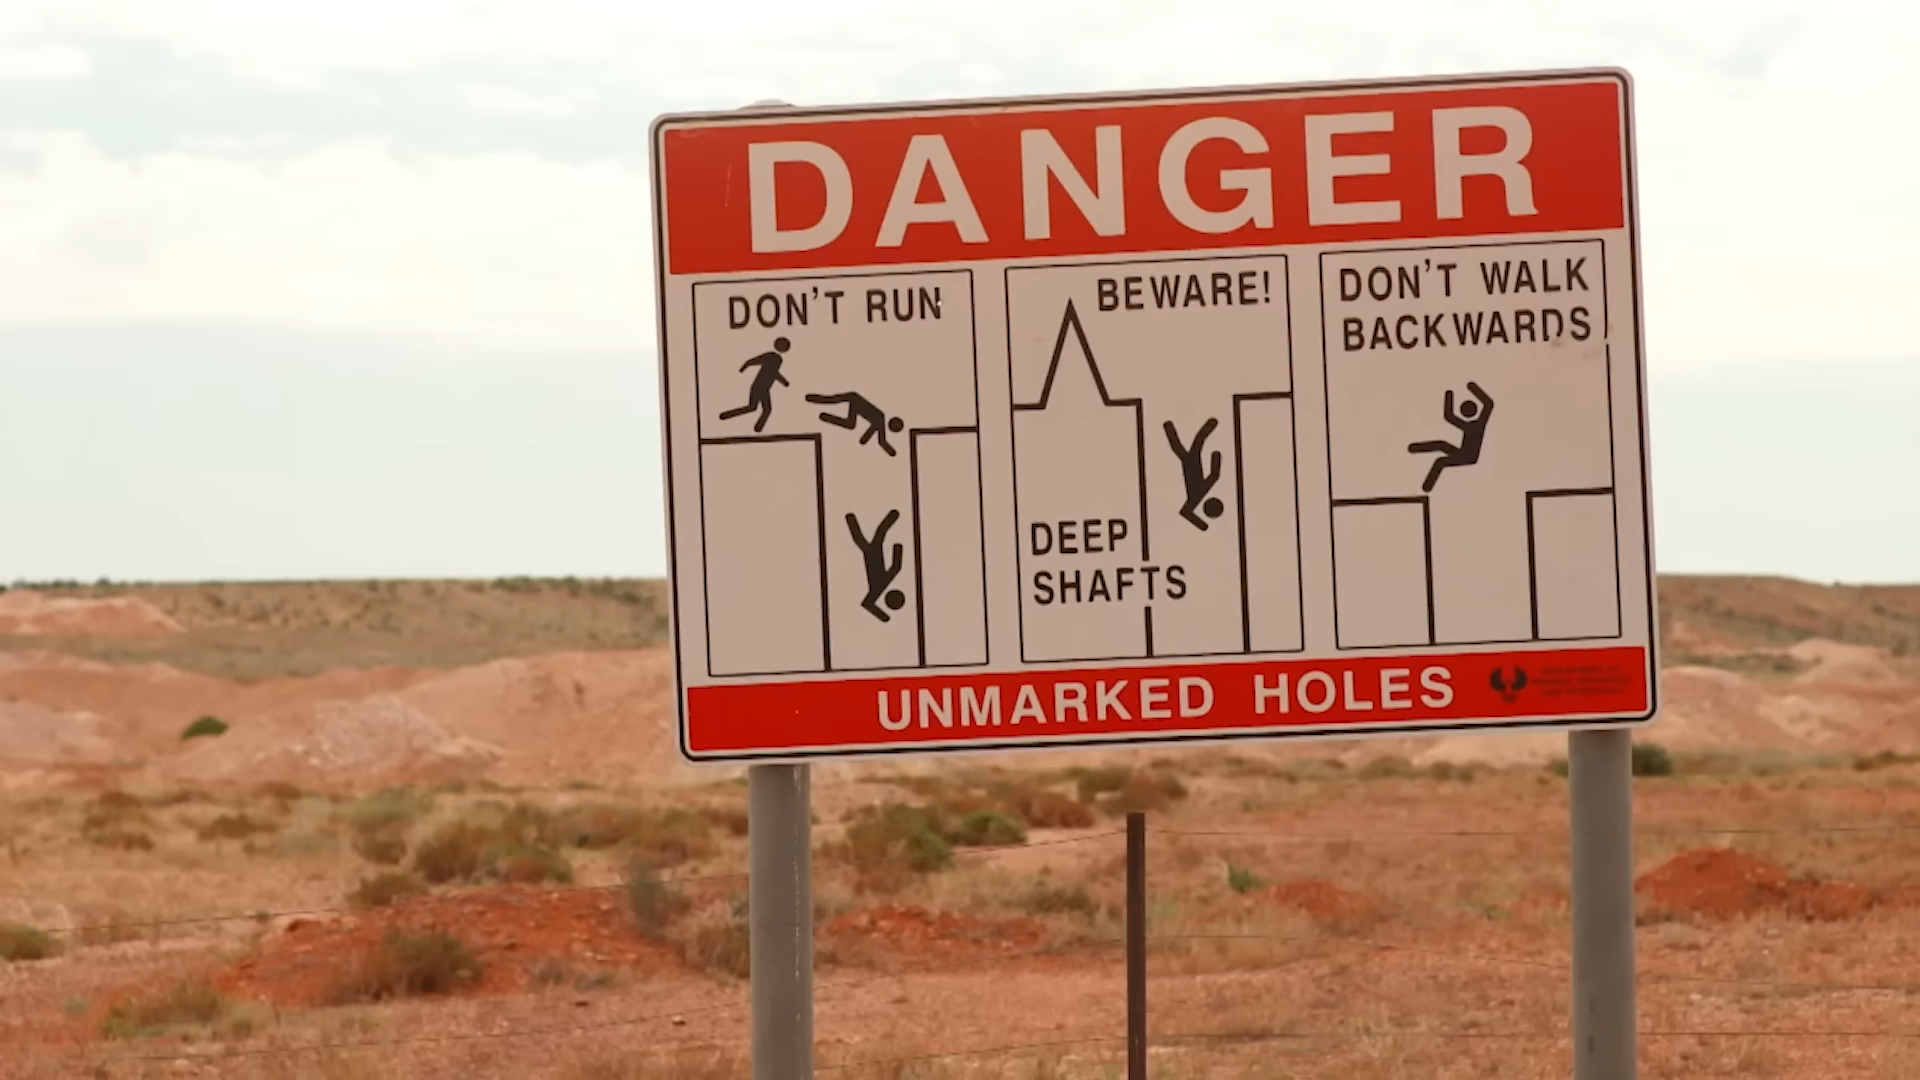 DANGER
DON'T RUN
BEWARE!
DEEP
SHAFTS
DON'T WALK
BACKWARDS
UNMARKED HOLES